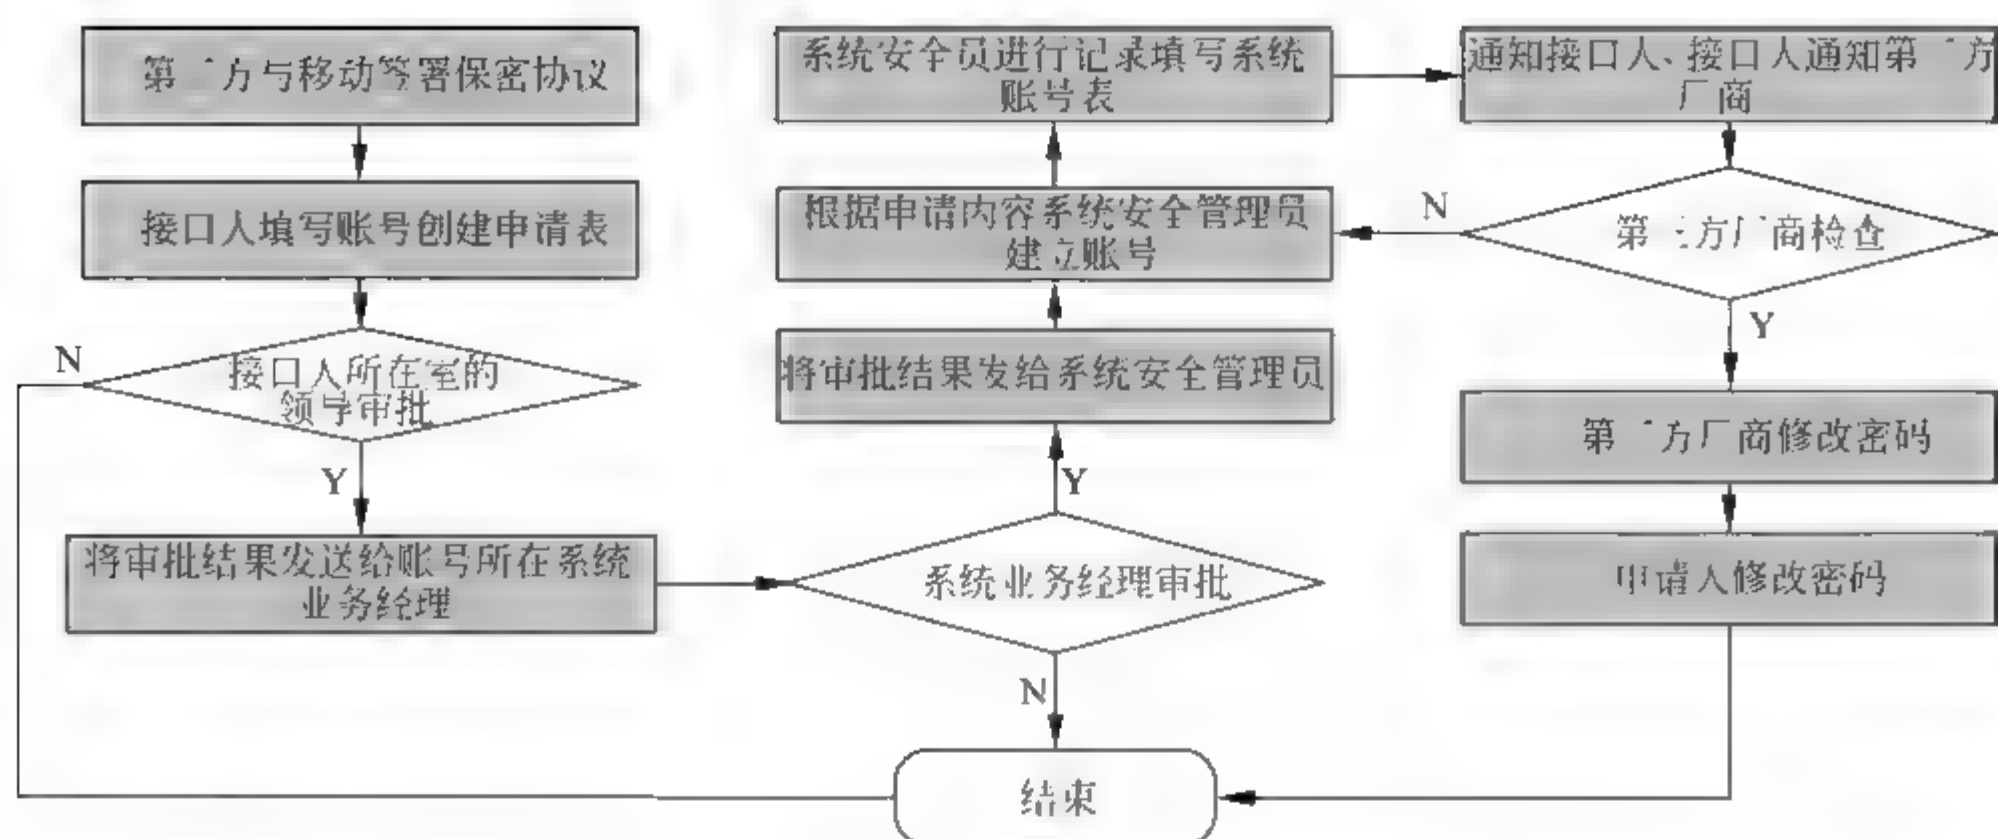 第三方与移动签署保密协议
接口人填写账号创建申请表
N
接口人所在室的
领导审批
Y
将审批结果发送给账号所在系统
业务经理
系统安全员进行记录填写系统
账号表
根据申请内容系统安全管理员
建立账号
将审批结果发给系统安全管理员
Y
系统业务经理审批
N
结束
通知接口人、接口人通知第三方
厂商
N
第三方厂商检查
Y
第三方厂商修改密码
申请人修改密码